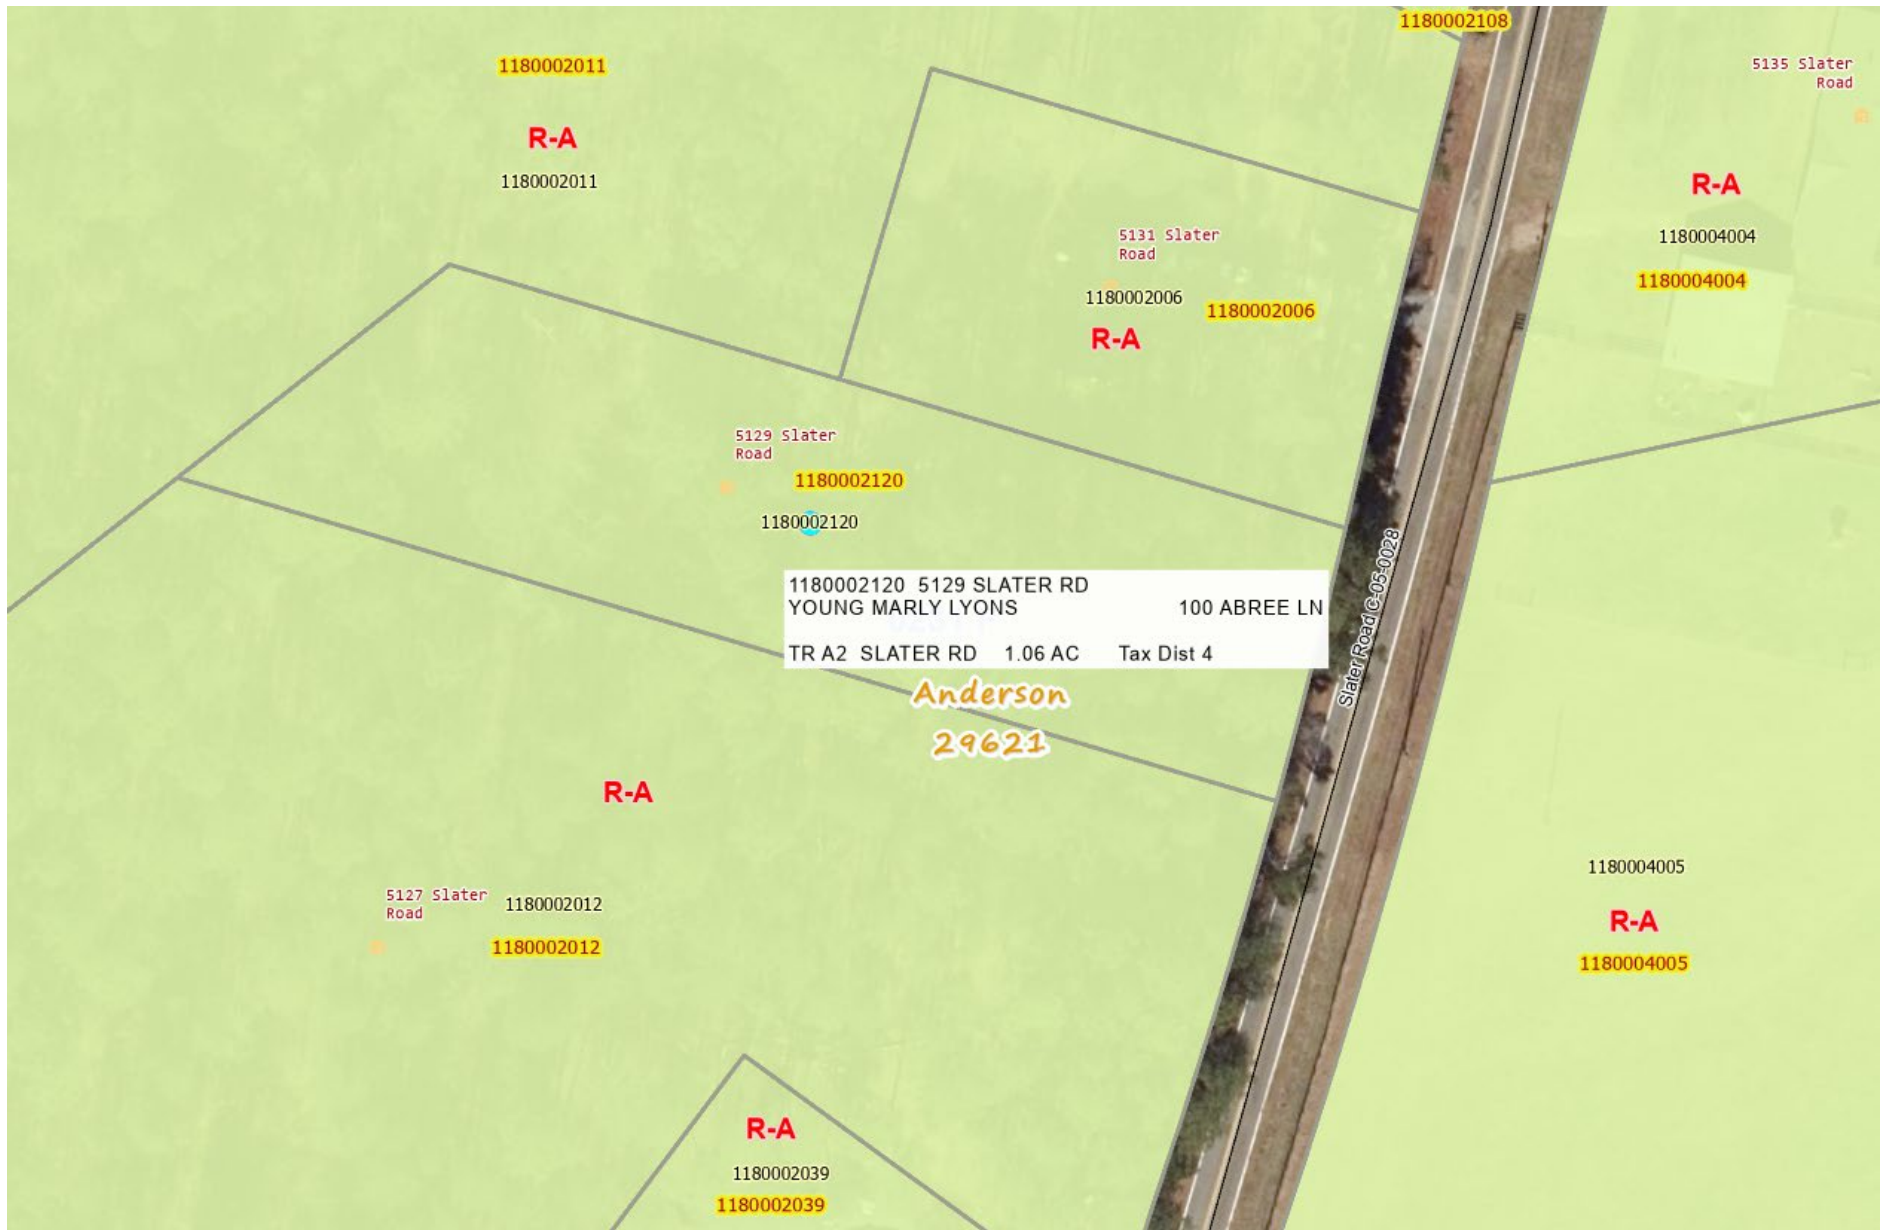 1180002108
1180002011
5135 Slater
Road
R-A
1180002011
R-A
5131 Slater
Road
1180004004
1180004004
1180002006
1180002006
R-A
5129 Slater
Road
1180002120
1180002120
1180002120 5129 SLATER RD
YOUNG MARLY LYONS 100 ABREE LN
TR A2 SLATER RD 1.06 AC Tax Dist 4
Slater Road C-05-0028
Anderson
29621
R-A
1180004005
5127 Slater
Road
1180002012
R-A
1180002012
1180004005
R-A
1180002039
1180002039